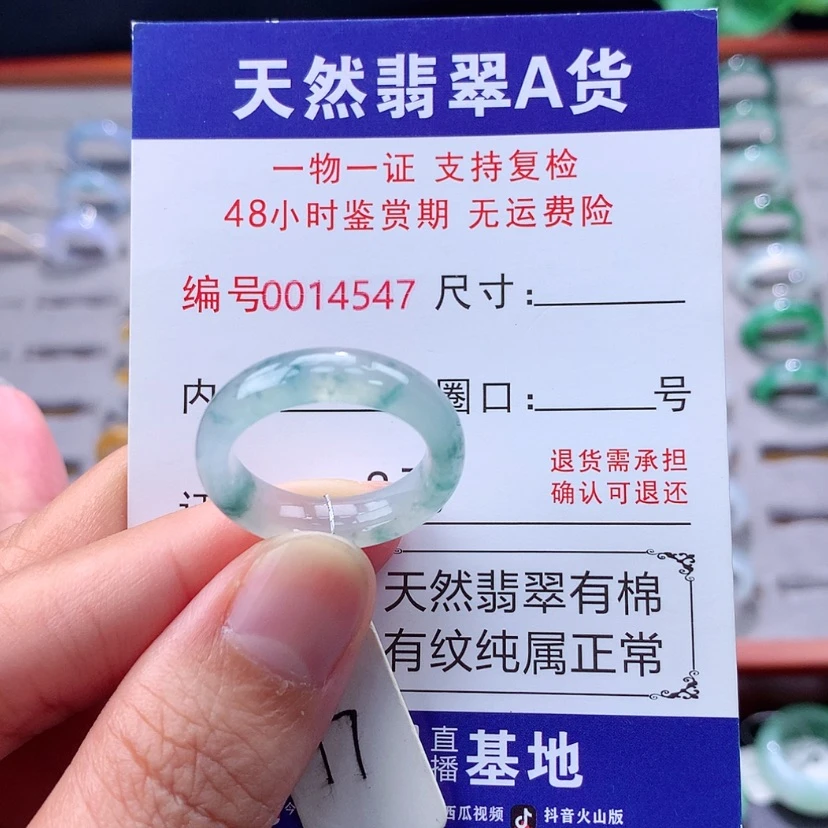 天然翡翠A货
一物一证 支持复检
48小时鉴赏期 无运费险
编号0014547 尺寸:
内 圈口: 号
退货需承担
确认可退还
天然翡翠有棉
有纹纯属正常
直播基地
17
西瓜视频 抖音火山版